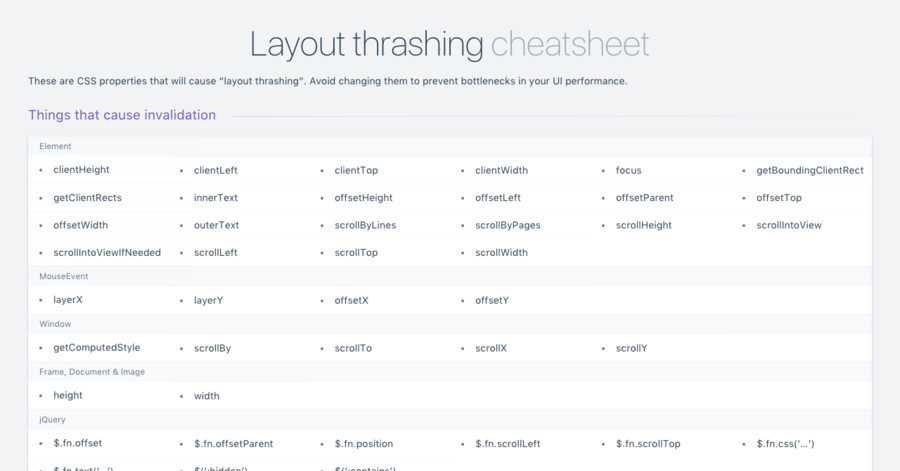 Layout thrashing cheatsheet
These are CSS properties that will cause “layout thrashing”. Avoid changing them to prevent bottlenecks in your UI performance.
Things that cause invalidation
Element
• clientHeight • clientLeft • clientTop • clientWidth • focus • getBoundingClientRect
• getClientRects • innerText • offsetHeight • offsetLeft • offsetParent • offsetTop
• offsetWidth • outerText • scrollByLines • scrollByPages • scrollHeight • scrollIntoView
• scrollIntoViewIfNeeded • scrollLeft • scrollTop • scrollWidth
MouseEvent
• layerX • layerY • offsetX • offsetY
Window
• getComputedStyle • scrollBy • scrollTo • scrollX • scrollY
Frame, Document & Image
• height • width
jQuery
• $.fn.offset • $.fn.offsetParent • $.fn.position • $.fn.scrollLeft • $.fn.scrollTop • $.fn.css(‘…’)
• $.fn.text(‘…’) • $(‘:hidden’) • $(‘:contains’)